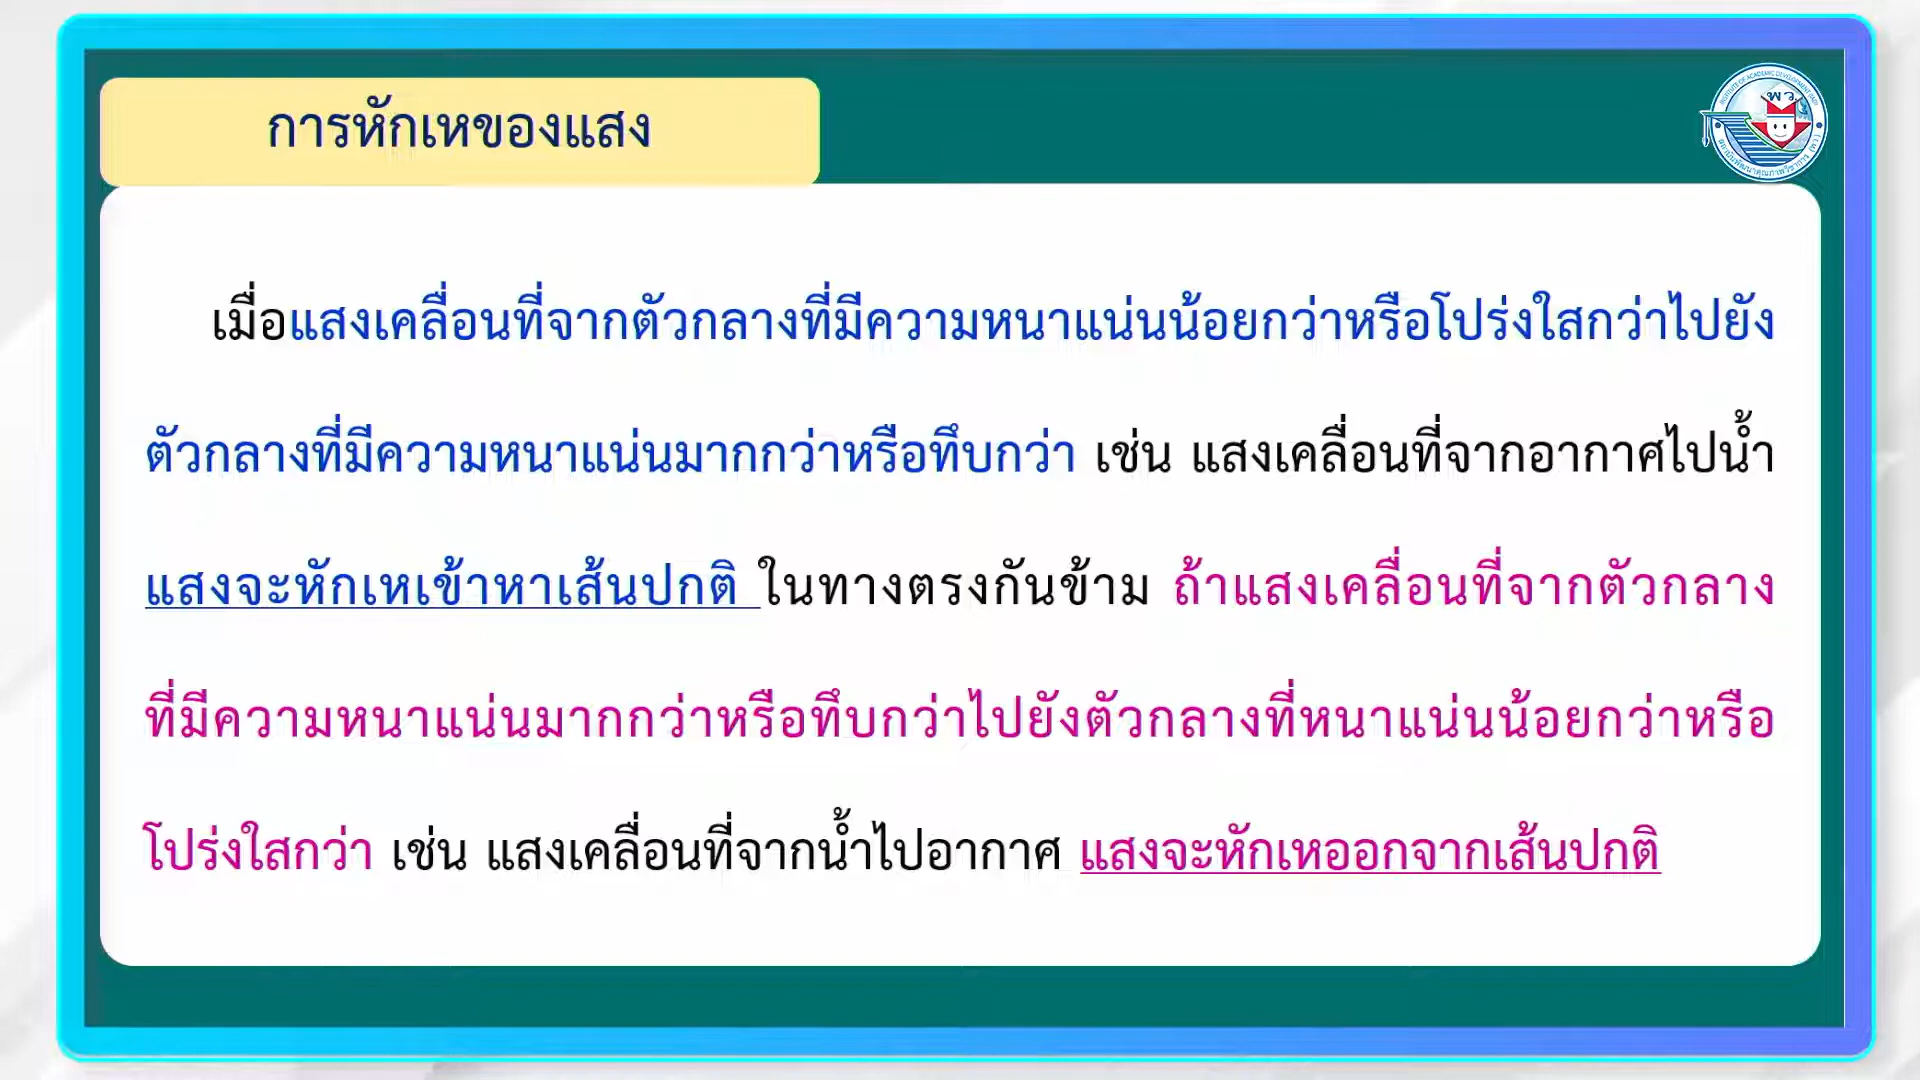 การหักเหของแสง
พว
เมื่อแสงเคลื่อนที่จากตัวกลางที่มีความหนาแน่นน้อยกว่าหรือโปร่งใสกว่าไปยัง
ตัวกลางที่มีความหนาแน่นมากกว่าหรือทึบกว่า เช่น แสงเคลื่อนที่จากอากาศไปน้ำ
แสงจะหักเหเข้าหาเส้นปกติ ในทางตรงกันข้าม ถ้าแสงเคลื่อนที่จากตัวกลาง
ที่มีความหนาแน่นมากกว่าหรือทึบกว่าไปยังตัวกลางที่หนาแน่นน้อยกว่าหรือ
โปร่งใสกว่า เช่น แสงเคลื่อนที่จากน้ำไปอากาศ แสงจะหักเหออกจากเส้นปกติ